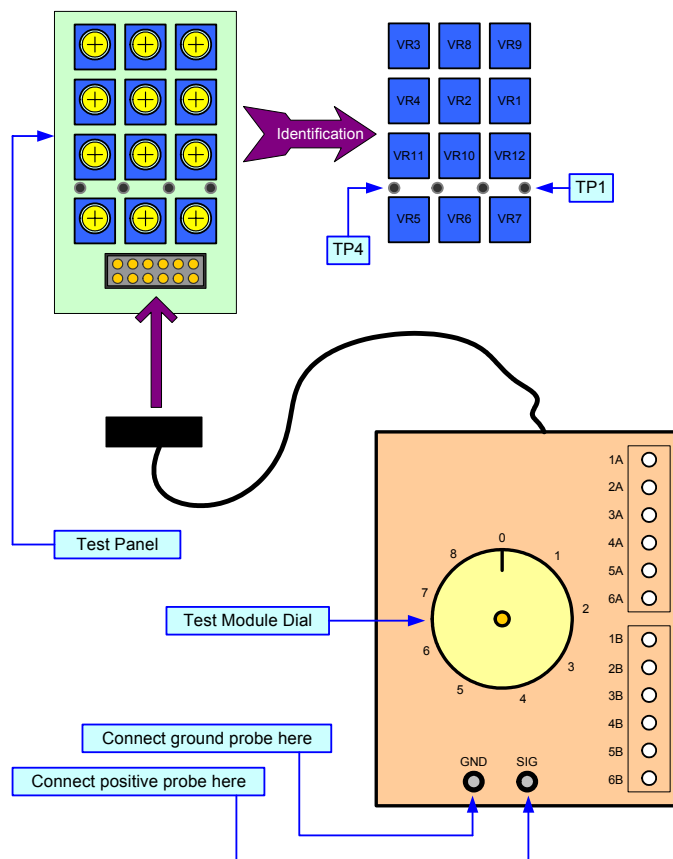 VR3 VR8 VR9
VR4 VR2 VR1
Identification
VR11 VR10 VR12
TP1
VR5 VR6 VR7
TP4
1A
2A
3A
4A
5A
6A
Test Panel
0
1
2
3
4
5
6
7
8
Test Module Dial
1B
2B
3B
4B
5B
6B
Connect ground probe here
GND SIG
Connect positive probe here